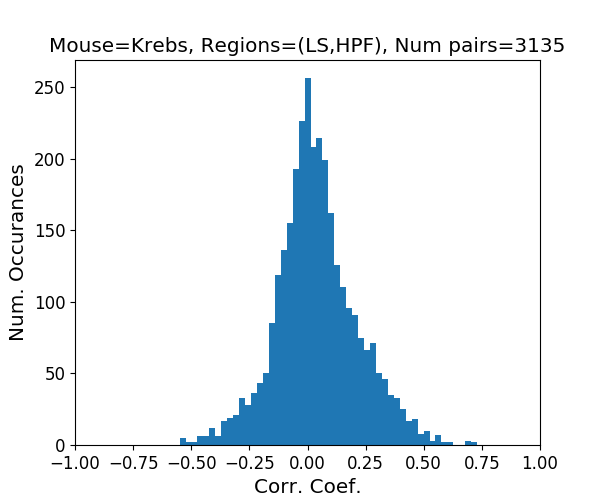 Mouse=Krebs, Regions=(LS,HPF), Num pairs=3135
Num. Occurances
250
200
150
100
50
0
−1.00 −0.75 −0.50 −0.25 0.00 0.25 0.50 0.75 1.00
Corr. Coef.